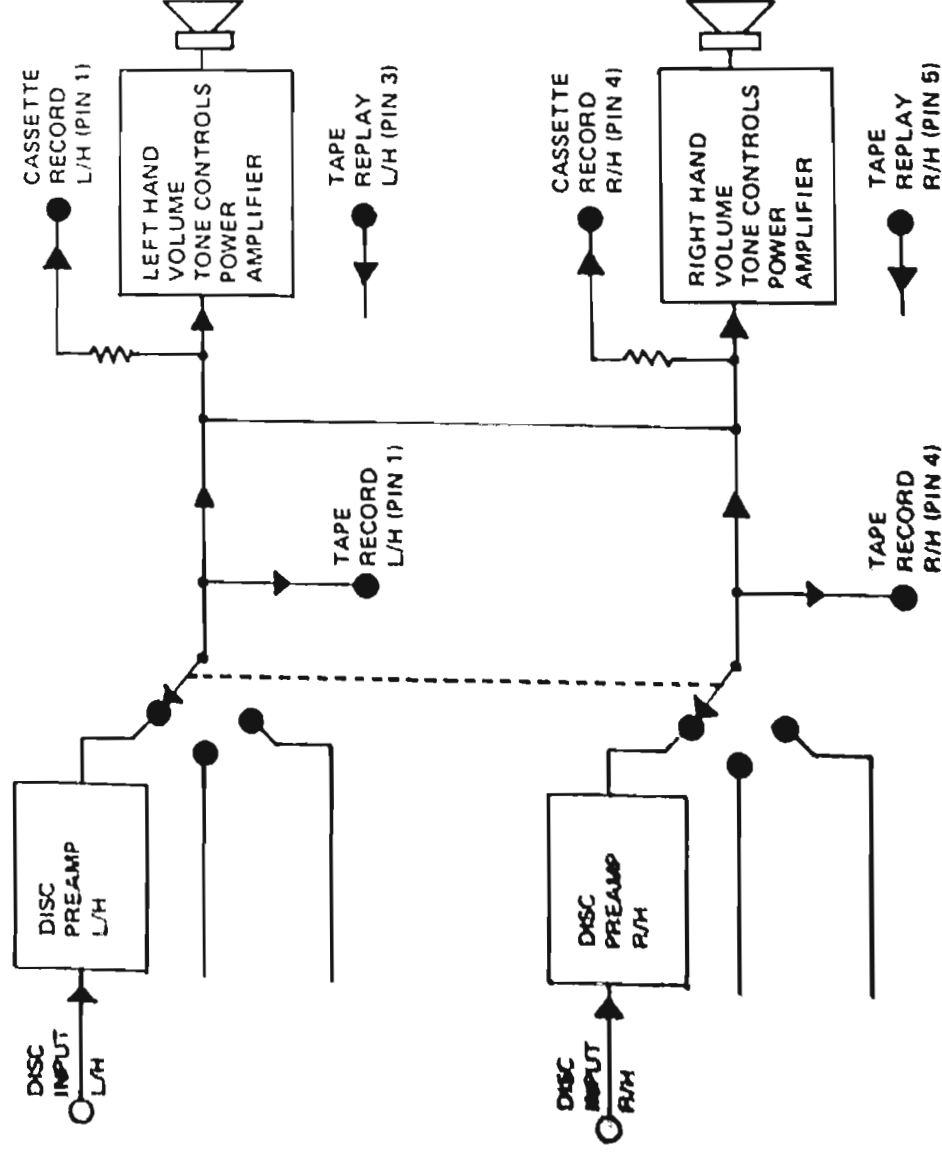 DISC
INPUT
L/H
DISC
PREAMP
L/H
TAPE
RECORD
L/H (PIN 1)
CASSETTE
RECORD
L/H (PIN 1)
LEFT HAND
VOLUME
TONE CONTROLS
POWER
AMPLIFIER
TAPE
REPLAY
L/H (PIN 3)
DISC
INPUT
R/H
DISC
PREAMP
R/H
TAPE
RECORD
R/H (PIN 4)
CASSETTE
RECORD
R/H (PIN 4)
RIGHT HAND
VOLUME
TONE CONTROLS
POWER
AMPLIFIER
TAPE
REPLAY
R/H (PIN 5)